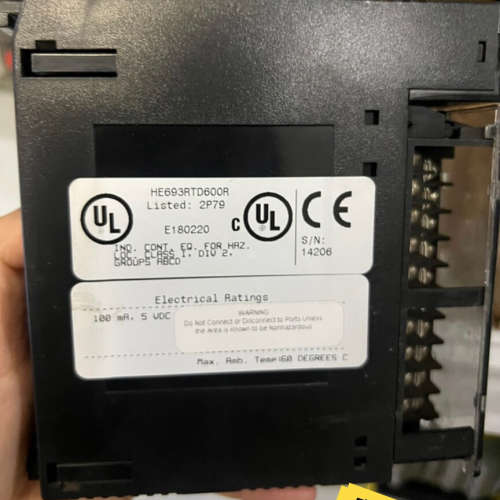 HE693RTD600R
Listed: 2P79
E180220
IND. CONT. EQ. FOR HAZ.
LOC. CLASS I, DIV 2,
GROUPS ABCD
UL
C UL
CE
S/N:
14206
Electrical Ratings
100 mA, 5 VDC
WARNING
Do Not Connect or Disconnect to Ports Unless
the Area is Known to be Nonhazardous
Max. Amb. Temp:60 DEGREES C